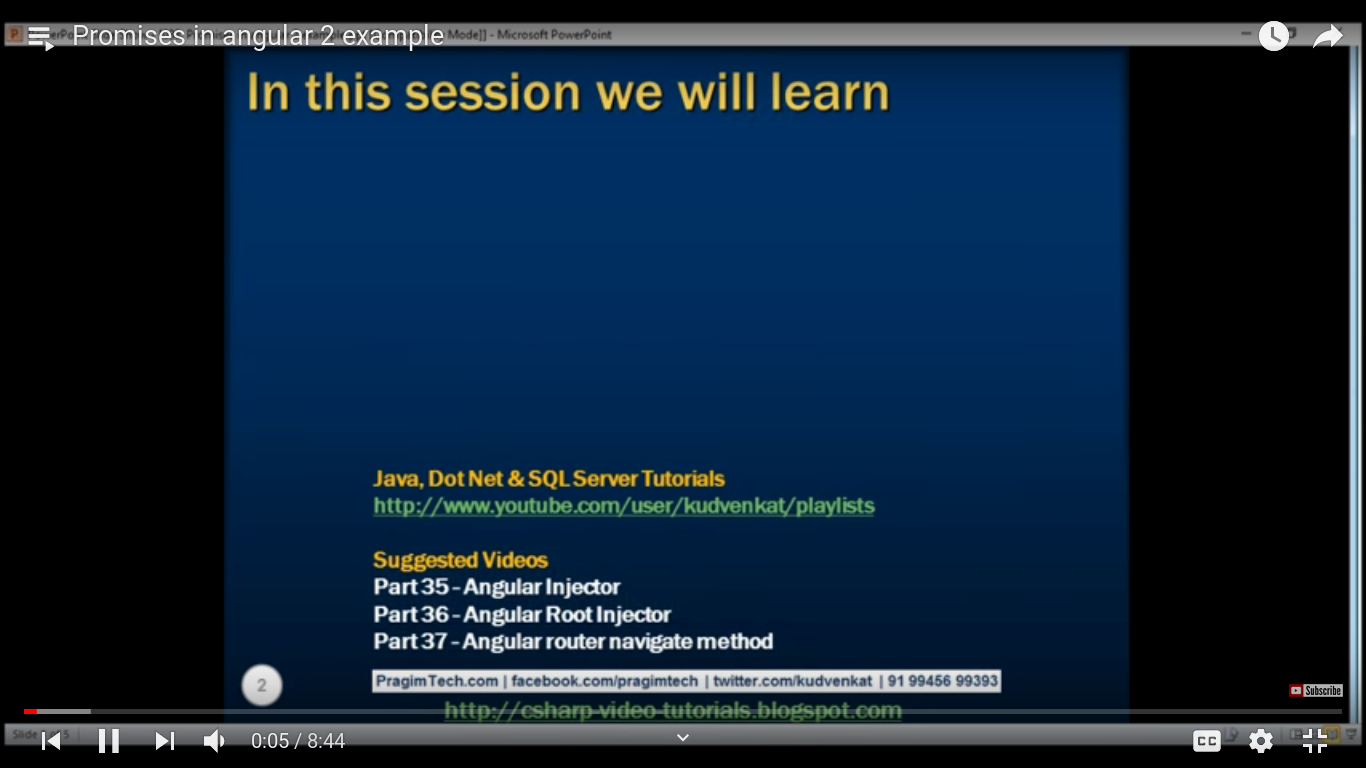 Promises in angular 2 example
Mode]] - Microsoft PowerPoint
In this session we will learn
Java, Dot Net & SQL Server Tutorials
http://www.youtube.com/user/kudvenkat/playlists
Suggested Videos
Part 35 - Angular Injector
Part 36 - Angular Root Injector
Part 37 - Angular router navigate method
2
PragimTech.com | facebook.com/pragimtech | twitter.com/kudvenkat | 91 99456 99393
Subscribe
http://csharp-video-tutorials.blogspot.com
Slide
0:05 / 8:44
CC